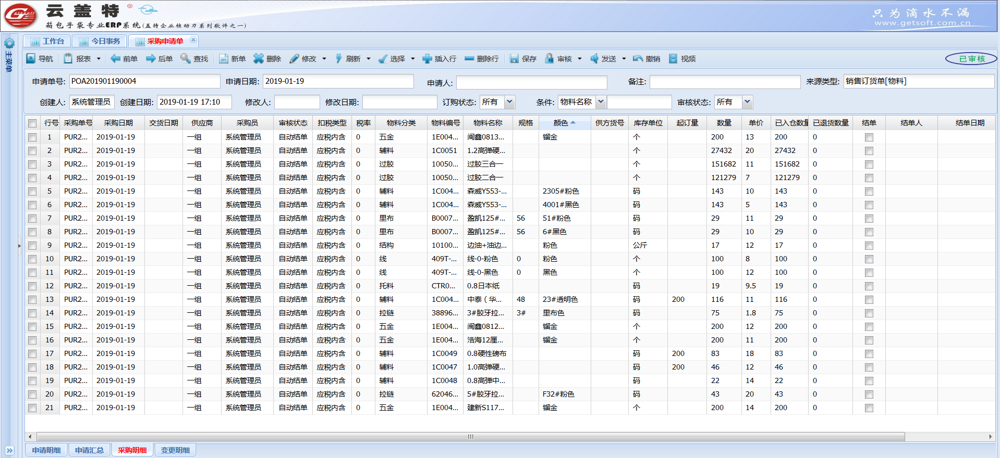 Getsoft
云盖特®
箱包手袋专业ERP系统(盖特企业核动力系列软件之一)
只为滴水不漏
www.getsoft.com.cn
主菜单
工作台 今日事务 采购申请单
导航 报表 前单 后单 查找 新单 删除 修改 刷新 选择 插入行 删除行 保存 审核 发送 撤销 视频 已审核
申请单号: POA201901190004 申请日期: 2019-01-19 申请人: 备注: 来源类型: 销售订货单[物料]
创建人: 系统管理员 创建日期: 2019-01-19 17:10 修改人: 修改日期: 订购状态: 所有 条件: 物料名称 审核状态: 所有
行号 采购单号 采购日期 交货日期 供应商 采购员 审核状态 扣税类型 税率 物料分类 物料编号 物料名称 规格 颜色 供方货号 库存单位 起订量 数量 单价 已入仓数量 已退货数量 结单 结单人 结单日期
1 PUR2... 2019-01-19 一组 系统管理员 自动结单 应税内含 0 五金 1E004... 闽鑫0813... 镏金 个 200 13 200 0
2 PUR2... 2019-01-19 一组 系统管理员 自动结单 应税内含 0 辅料 1C0051 1.2高弹硬... 个 27432 20 27432 0
3 PUR2... 2019-01-19 一组 系统管理员 自动结单 应税内含 0 过胶 10050... 过胶三合一 个 151682 11 151682 0
4 PUR2... 2019-01-19 一组 系统管理员 自动结单 应税内含 0 过胶 10050... 过胶二合一 个 121279 7 121279 0
5 PUR2... 2019-01-19 一组 系统管理员 自动结单 应税内含 0 辅料 1C004... 森威Y553-... 2305#粉色 码 143 10 143 0
6 PUR2... 2019-01-19 一组 系统管理员 自动结单 应税内含 0 辅料 1C004... 森威Y553-... 4001#黑色 码 143 5 143 0
7 PUR2... 2019-01-19 一组 系统管理员 自动结单 应税内含 0 里布 B0007... 盈凯125#... 56 51#粉色 码 29 11 29 0
8 PUR2... 2019-01-19 一组 系统管理员 自动结单 应税内含 0 里布 B0007... 盈凯125#... 56 6#黑色 码 29 10 29 0
9 PUR2... 2019-01-19 一组 系统管理员 自动结单 应税内含 0 结构 10100... 边油+油边... 粉色 公斤 17 12 17 0
10 PUR2... 2019-01-19 一组 系统管理员 自动结单 应税内含 0 线 409T-... 线-0-粉色 0 粉色 个 100 8 100 0
11 PUR2... 2019-01-19 一组 系统管理员 自动结单 应税内含 0 线 409T-... 线-0-黑色 0 黑色 个 100 12 100 0
12 PUR2... 2019-01-19 一组 系统管理员 自动结单 应税内含 0 托料 CTR0... 0.8日本纸 码 19 9.5 19 0
13 PUR2... 2019-01-19 一组 系统管理员 自动结单 应税内含 0 辅料 1C004... 中泰（华... 48 23#透明色 码 200 116 11 116 0
14 PUR2... 2019-01-19 一组 系统管理员 自动结单 应税内含 0 拉链 38896... 3#胶牙拉... 3# 里布色 码 75 1.8 75 0
15 PUR2... 2019-01-19 一组 系统管理员 自动结单 应税内含 0 五金 1E004... 闽鑫0812... 镏金 个 200 12 200 0
16 PUR2... 2019-01-19 一组 系统管理员 自动结单 应税内含 0 五金 1E004... 浩海12厘... 镏金 个 200 11 200 0
17 PUR2... 2019-01-19 一组 系统管理员 自动结单 应税内含 0 辅料 1C0049 0.8硬性磅布 码 200 83 18 83 0
18 PUR2... 2019-01-19 一组 系统管理员 自动结单 应税内含 0 辅料 1C0047 1.0高弹硬... 码 200 46 12 46 0
19 PUR2... 2019-01-19 一组 系统管理员 自动结单 应税内含 0 辅料 1C0048 0.8高弹中... 码 22 14 22 0
20 PUR2... 2019-01-19 一组 系统管理员 自动结单 应税内含 0 拉链 62046... 5#胶牙拉... F32#粉色 码 43 20 43 0
21 PUR2... 2019-01-19 一组 系统管理员 自动结单 应税内含 0 五金 1E004... 建新S117... 镏金 个 200 14 200 0
申请明细 申请汇总 采购明细 变更明细